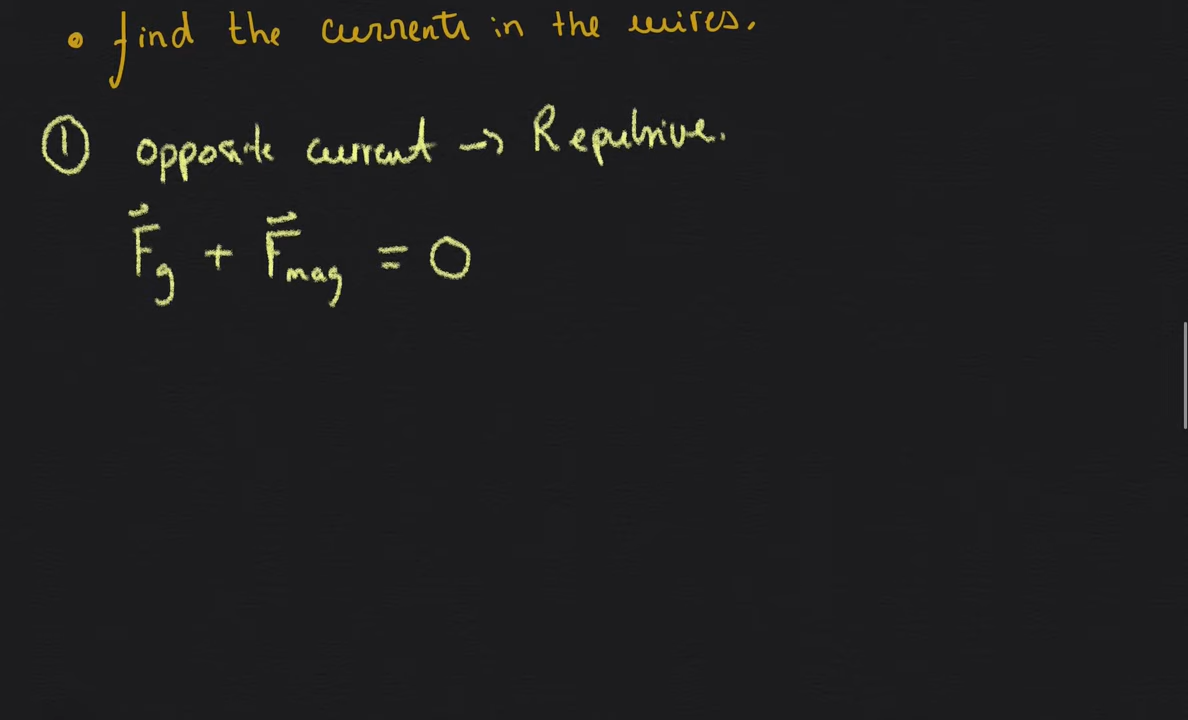 • find the currents in the wires.
① opposite current → Repulsive.
F⃗g + F⃗mag = 0